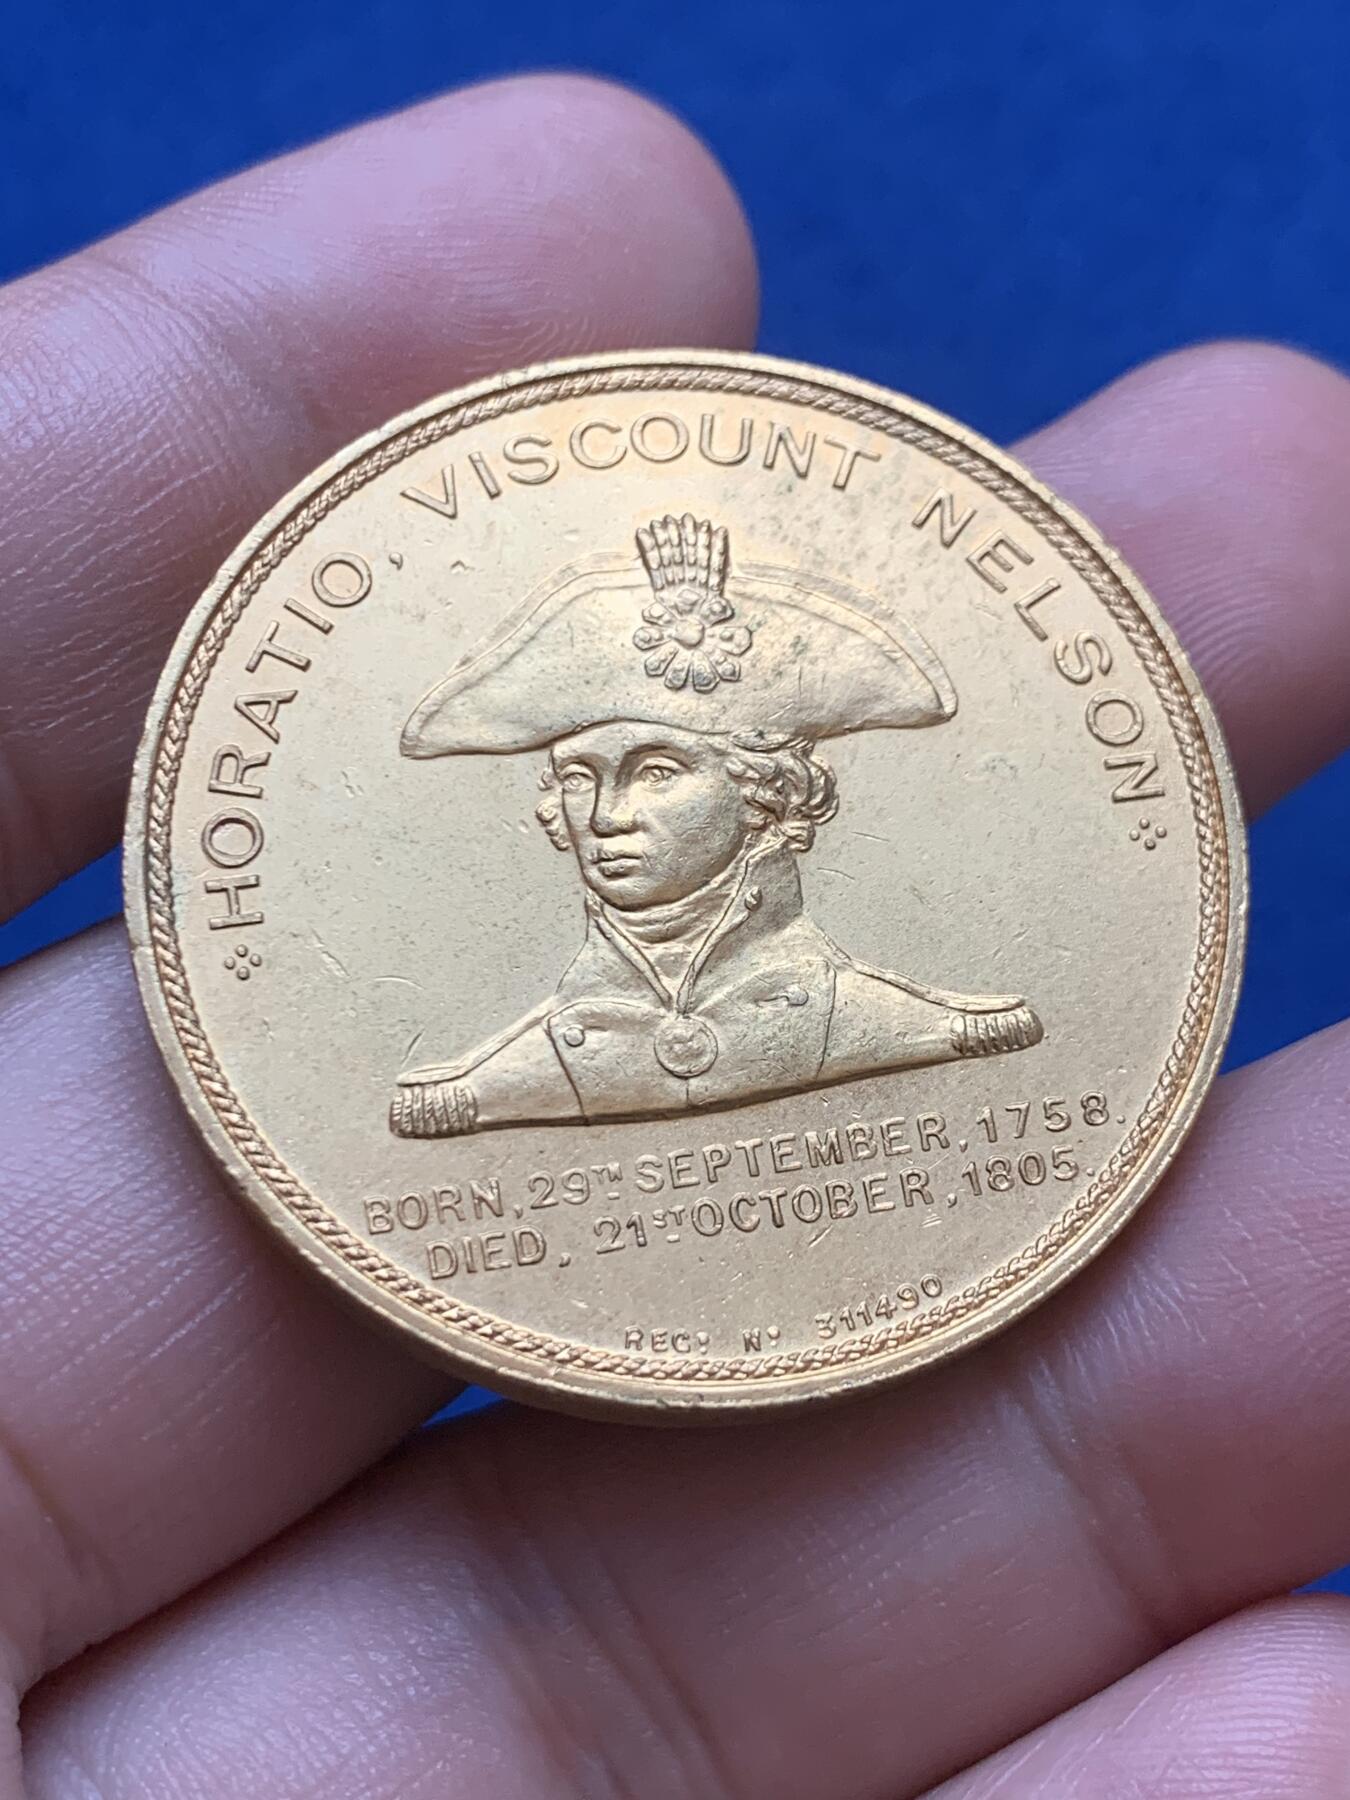 HORATIO, VISCOUNT NELSON
BORN, 29TH SEPTEMBER, 1758.
DIED, 21ST OCTOBER, 1805.
REG: No 311490